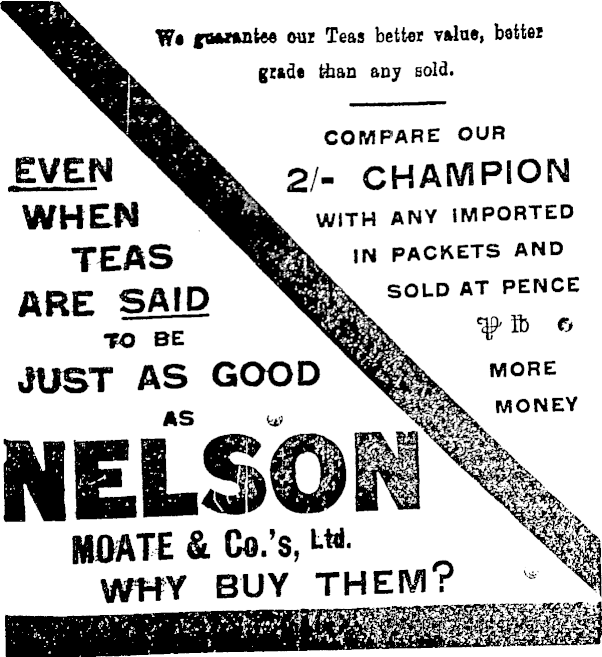 We guarantee our Teas better value, better
grade than any sold.
COMPARE OUR
2/- CHAMPION
WITH ANY IMPORTED
IN PACKETS AND
SOLD AT PENCE
℔ lb
MORE
MONEY
EVEN
WHEN
TEAS
ARE SAID
TO BE
JUST AS GOOD
AS
NELSON
MOATE & Co.'s, Ltd.
WHY BUY THEM?